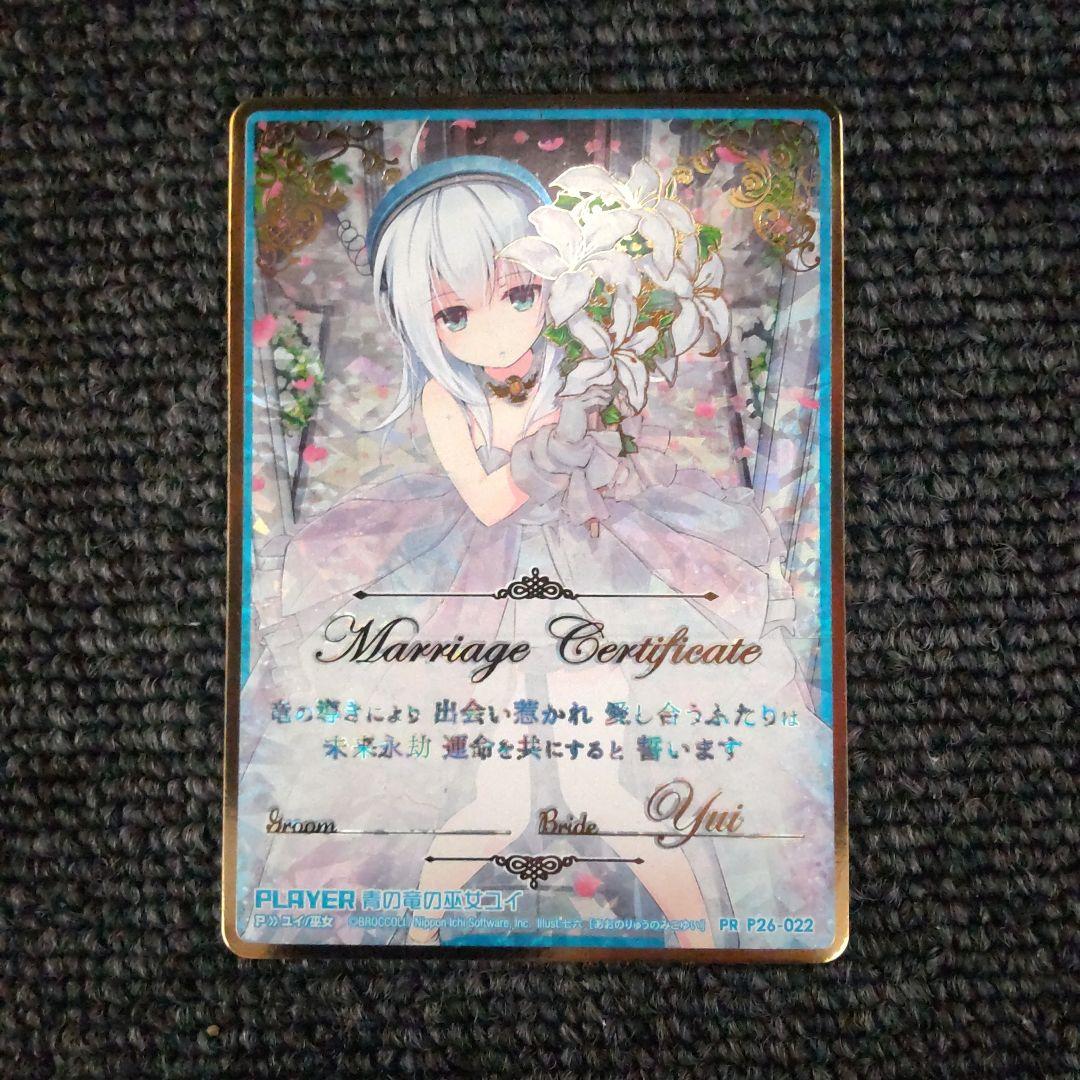 Marriage Certificate
竜の導きにより 出会い惹かれ 愛し合うふたりは
未来永劫 運命を共にすると 誓います
Groom Bride Yui
PLAYER 青の竜の巫女ユイ
P》ユイ/巫女 ©BROCCOLI, Nippon Ichi Software, Inc. Illust.七六 [あおのりゅうのみこゆい] PR P26-022